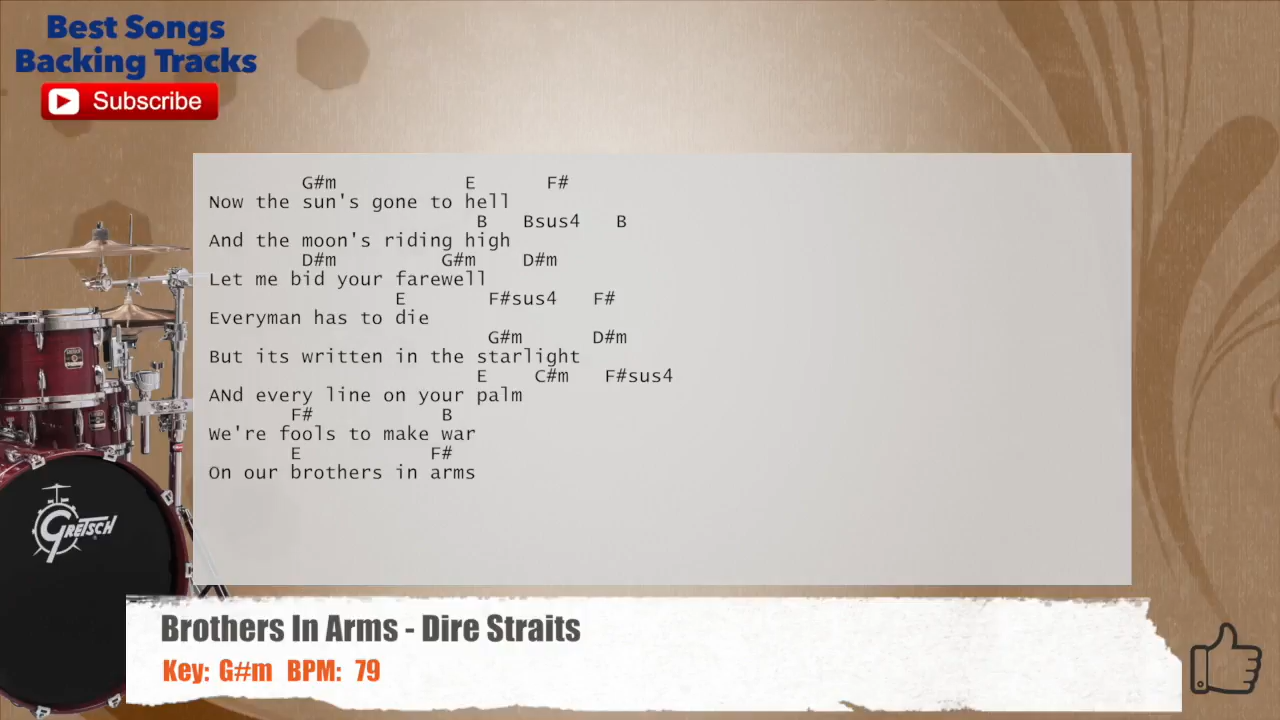 Best Songs
Backing Tracks
Subscribe
G#m E F#
Now the sun's gone to hell
B Bsus4 B
And the moon's riding high
D#m G#m D#m
Let me bid your farewell
E F#sus4 F#
Everyman has to die
G#m D#m
But its written in the starlight
E C#m F#sus4
ANd every line on your palm
F# B
We're fools to make war
E F#
On our brothers in arms
GRETSCH
Brothers In Arms - Dire Straits
Key: G#m BPM: 79